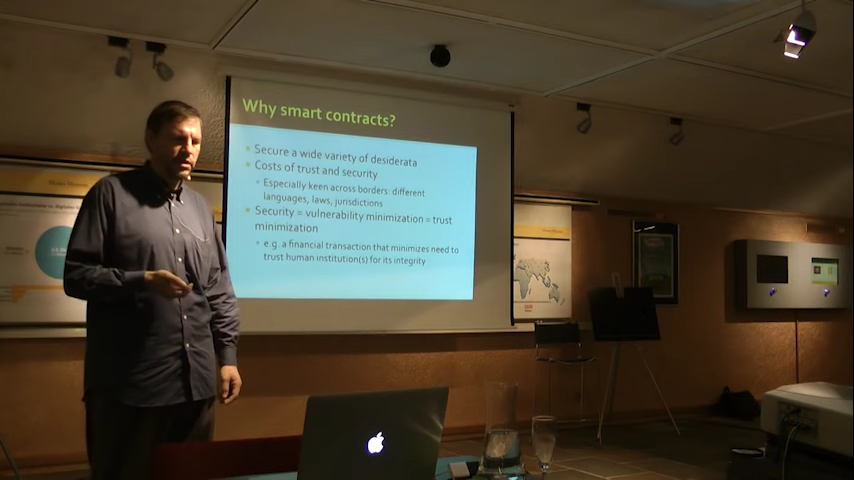 Why smart contracts?
Secure a wide variety of desiderata
Costs of trust and security
Especially keen across borders: different
languages, laws, jurisdictions
Security = vulnerability minimization = trust
minimization
e.g. a financial transaction that minimizes need to
trust human institution(s) for its integrity